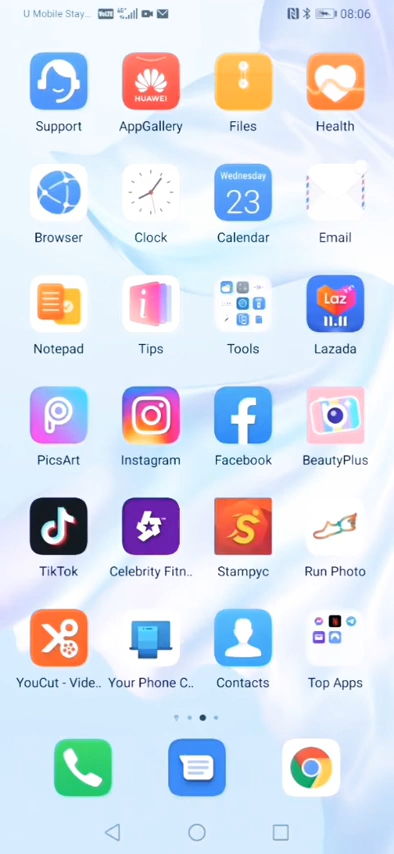 U Mobile Stay... VoLTE 4G+ 08:06
HUAWEI
Support AppGallery Files Health
Wednesday
23
Browser Clock Calendar Email
Laz
11.11
Notepad Tips Tools Lazada
PicsArt Instagram Facebook BeautyPlus
TikTok Celebrity Fitn.. Stampyc Run Photo
YouCut - Vide.. Your Phone C.. Contacts Top Apps